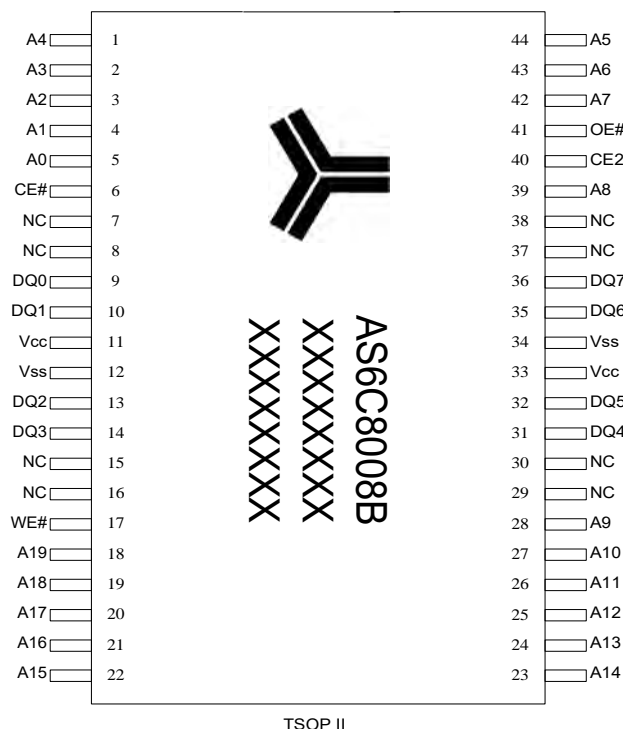 A4 1 44 A5
A3 2 43 A6
A2 3 42 A7
A1 4 41 OE#
A0 5 40 CE2
CE# 6 39 A8
NC 7 38 NC
NC 8 37 NC
DQ0 9 36 DQ7
DQ1 10 35 DQ6
Vcc 11 34 Vss
Vss 12 33 Vcc
DQ2 13 32 DQ5
DQ3 14 31 DQ4
NC 15 30 NC
NC 16 29 NC
WE# 17 28 A9
A19 18 27 A10
A18 19 26 A11
A17 20 25 A12
A16 21 24 A13
A15 22 23 A14
AS6C8008B
XXXXXXXX
XXXXXXXX
TSOP II